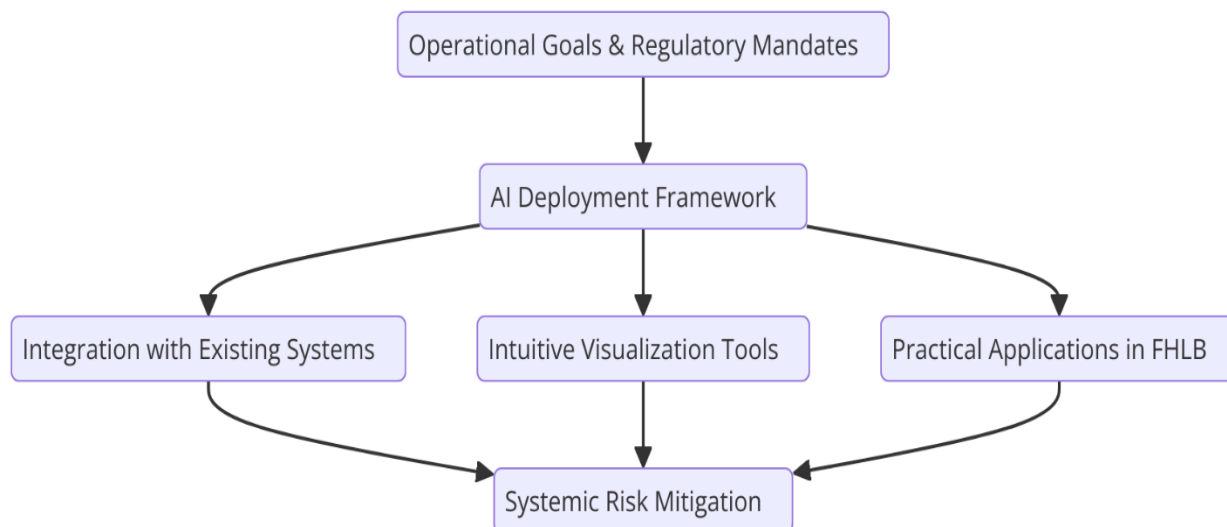 Operational Goals & Regulatory Mandates
AI Deployment Framework
Integration with Existing Systems
Intuitive Visualization Tools
Practical Applications in FHLB
Systemic Risk Mitigation